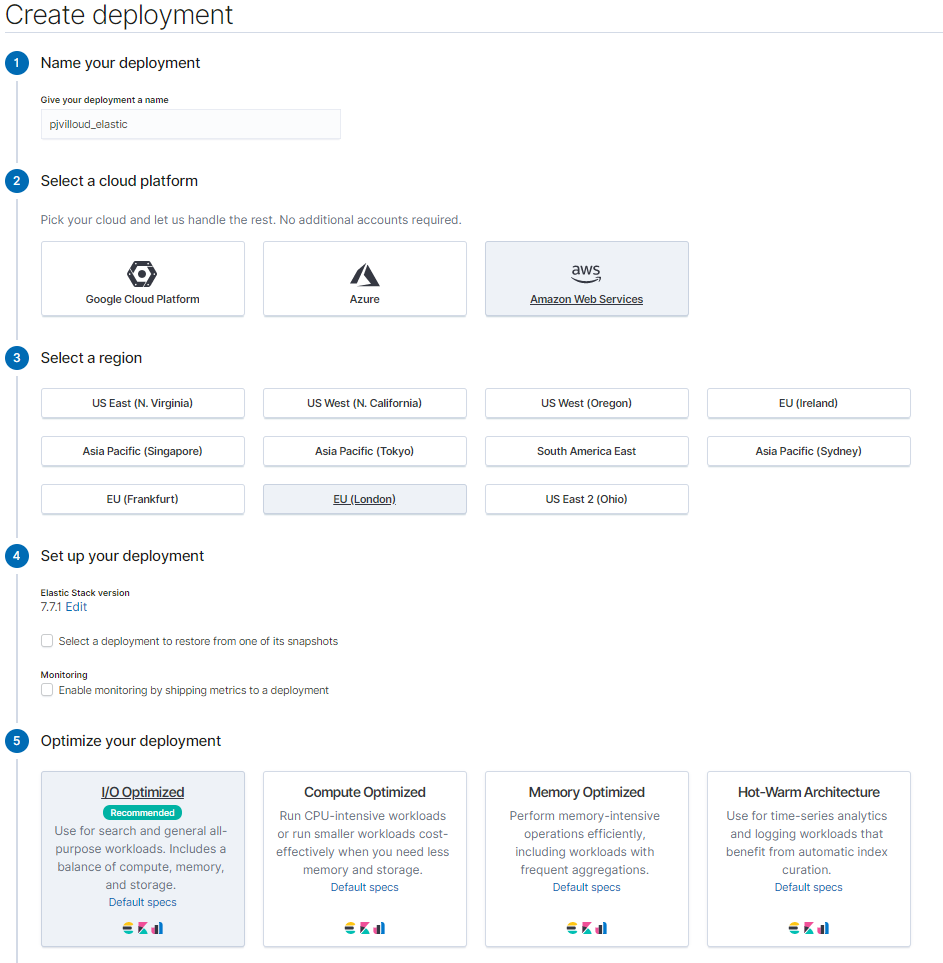 Create deployment
1 Name your deployment
Give your deployment a name
pjvilloud_elastic
2 Select a cloud platform
Pick your cloud and let us handle the rest. No additional accounts required.
Google Cloud Platform
Azure
aws
Amazon Web Services
3 Select a region
US East (N. Virginia)
US West (N. California)
US West (Oregon)
EU (Ireland)
Asia Pacific (Singapore)
Asia Pacific (Tokyo)
South America East
Asia Pacific (Sydney)
EU (Frankfurt)
EU (London)
US East 2 (Ohio)
4 Set up your deployment
Elastic Stack version
7.7.1 Edit
Select a deployment to restore from one of its snapshots
Monitoring
Enable monitoring by shipping metrics to a deployment
5 Optimize your deployment
I/O Optimized
Recommended
Use for search and general all-
purpose workloads. Includes a
balance of compute, memory,
and storage.
Default specs
Compute Optimized
Run CPU-intensive workloads
or run smaller workloads cost-
effectively when you need less
memory and storage.
Default specs
Memory Optimized
Perform memory-intensive
operations efficiently,
including workloads with
frequent aggregations.
Default specs
Hot-Warm Architecture
Use for time-series analytics
and logging workloads that
benefit from automatic index
curation.
Default specs